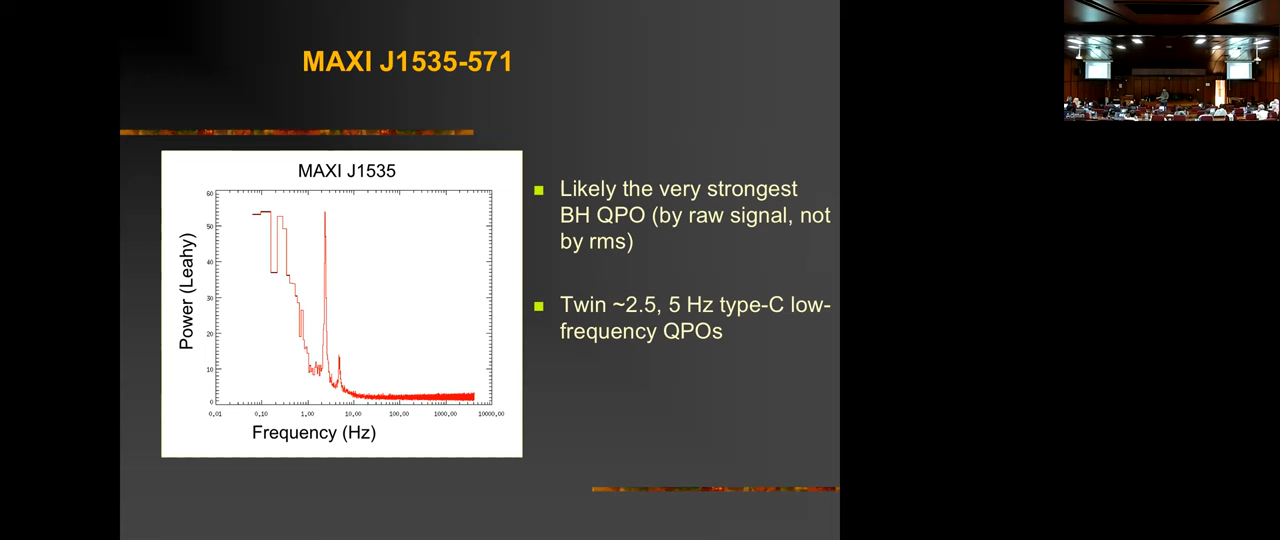 MAXI J1535-571
MAXI J1535
60
50
40
30
20
10
0
Power (Leahy)
0.01 0.10 1.00 10.00 100.00 1000.00 10000.00
Frequency (Hz)
Likely the very strongest
BH QPO (by raw signal, not
by rms)
Twin ~2.5, 5 Hz type-C low-
frequency QPOs